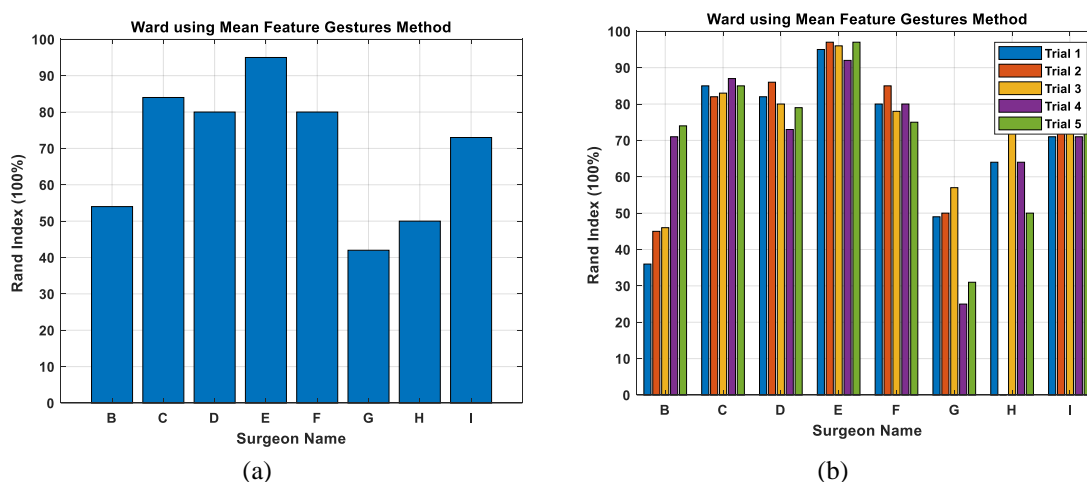 Ward using Mean Feature Gestures Method
100
90
80
70
60
50
40
30
20
10
0
Rand Index (100%)
B C D E F G H I
Surgeon Name
(a)
Ward using Mean Feature Gestures Method
100
90
80
70
60
50
40
30
20
10
0
Rand Index (100%)
Trial 1
Trial 2
Trial 3
Trial 4
Trial 5
B C D E F G H I
Surgeon Name
(b)